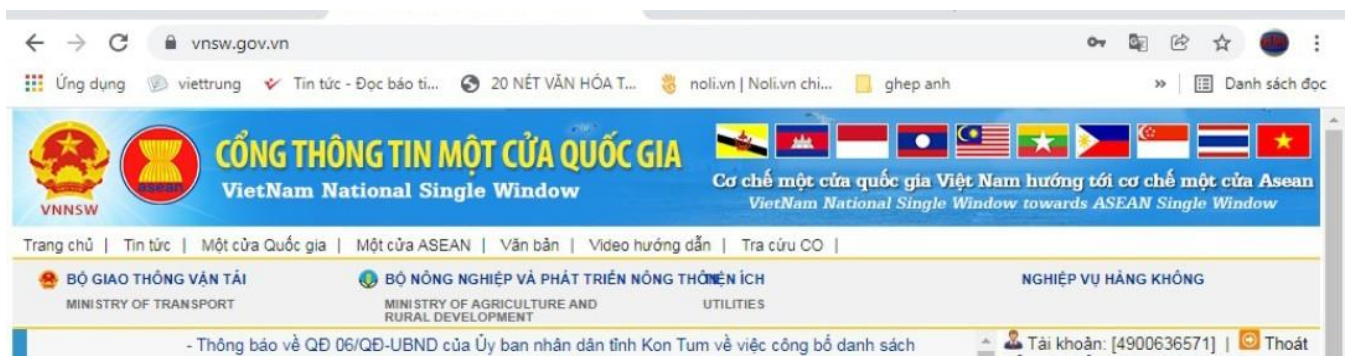 vnsw.gov.vn
Ứng dụng viettrung Tin tức - Đọc báo ti... 20 NÉT VĂN HÓA T... noli.vn | Noli.vn chi... ghep anh » Danh sách đọc
CỔNG THÔNG TIN MỘT CỬA QUỐC GIA
VietNam National Single Window
VNNSW
asean
Cơ chế một cửa quốc gia Việt Nam hướng tới cơ chế một cửa Asean
VietNam National Single Window towards ASEAN Single Window
Trang chủ | Tin tức | Một cửa Quốc gia | Một cửa ASEAN | Văn bản | Video hướng dẫn | Tra cứu CO |
BỘ GIAO THÔNG VẬN TẢI
MINISTRY OF TRANSPORT
BỘ NÔNG NGHIỆP VÀ PHÁT TRIỂN NÔNG
MINISTRY OF AGRICULTURE AND
RURAL DEVELOPMENT
ÍCH
UTILITIES
NGHIỆP VỤ HÀNG KHÔNG
- Thông báo về QĐ 06/QĐ-UBND của Ủy ban nhân dân tỉnh Kon Tum về việc công bố danh sách
Tài khoản: [4900636571] | Thoát